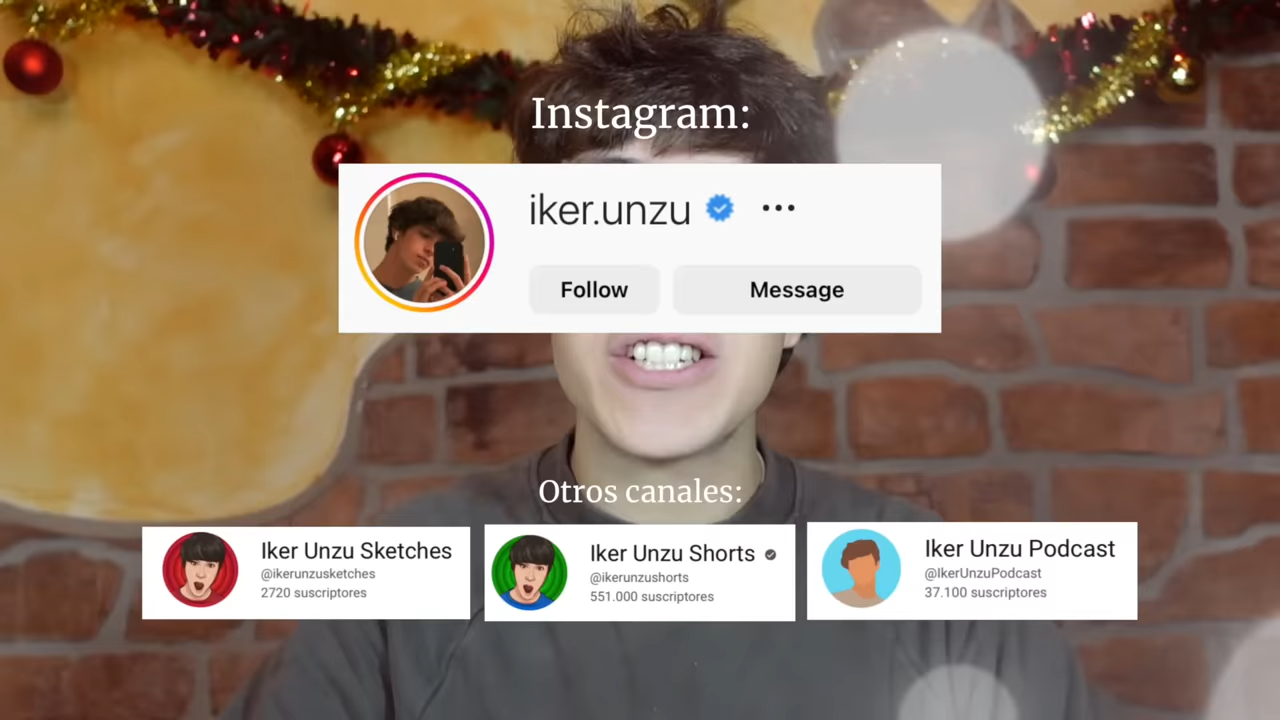 Instagram:
iker.unzu
Follow
Message
Otros canales:
Iker Unzu Sketches
@ikerunzusketches
2720 suscriptores
Iker Unzu Shorts
@ikerunzushorts
551.000 suscriptores
Iker Unzu Podcast
@IkerUnzuPodcast
37.100 suscriptores